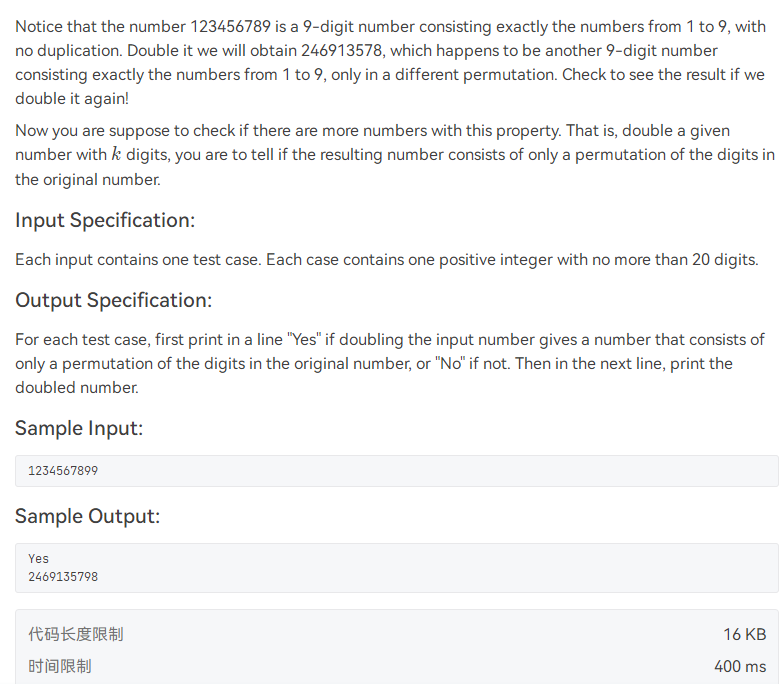 Notice that the number 123456789 is a 9-digit number consisting exactly the numbers from 1 to 9, with
no duplication. Double it we will obtain 246913578, which happens to be another 9-digit number
consisting exactly the numbers from 1 to 9, only in a different permutation. Check to see the result if we
double it again!
Now you are suppose to check if there are more numbers with this property. That is, double a given
number with k digits, you are to tell if the resulting number consists of only a permutation of the digits in
the original number.
Input Specification:
Each input contains one test case. Each case contains one positive integer with no more than 20 digits.
Output Specification:
For each test case, first print in a line "Yes" if doubling the input number gives a number that consists of
only a permutation of the digits in the original number, or "No" if not. Then in the next line, print the
doubled number.
Sample Input:
1234567899
Sample Output:
Yes
2469135798
代码长度限制 16 KB
时间限制 400 ms